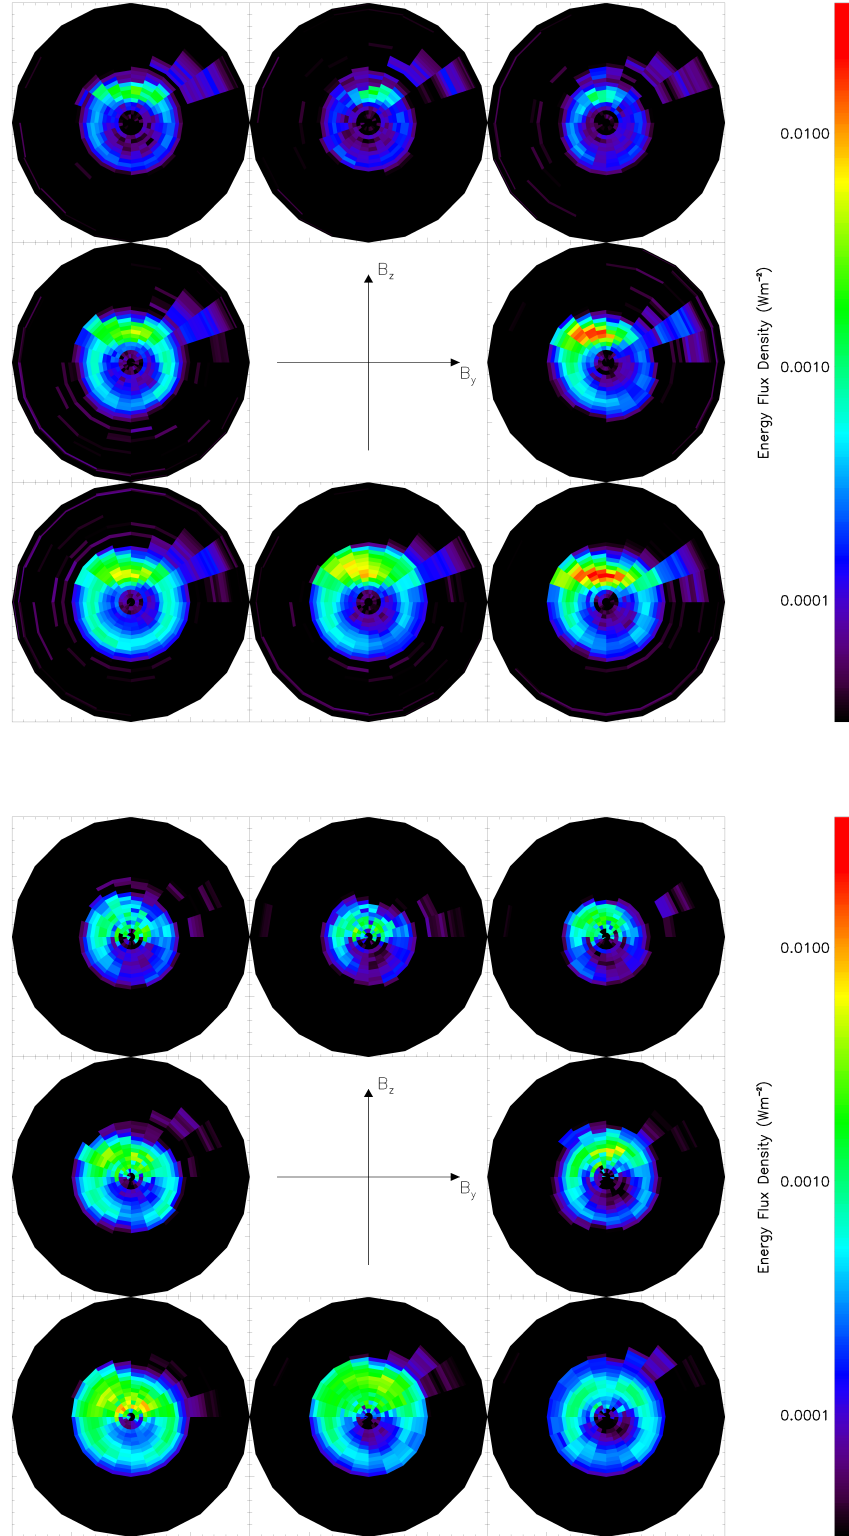 0.0100
B_z
B_y
Energy Flux Density (Wm⁻²)
0.0010
0.0001
0.0100
B_z
B_y
Energy Flux Density (Wm⁻²)
0.0010
0.0001